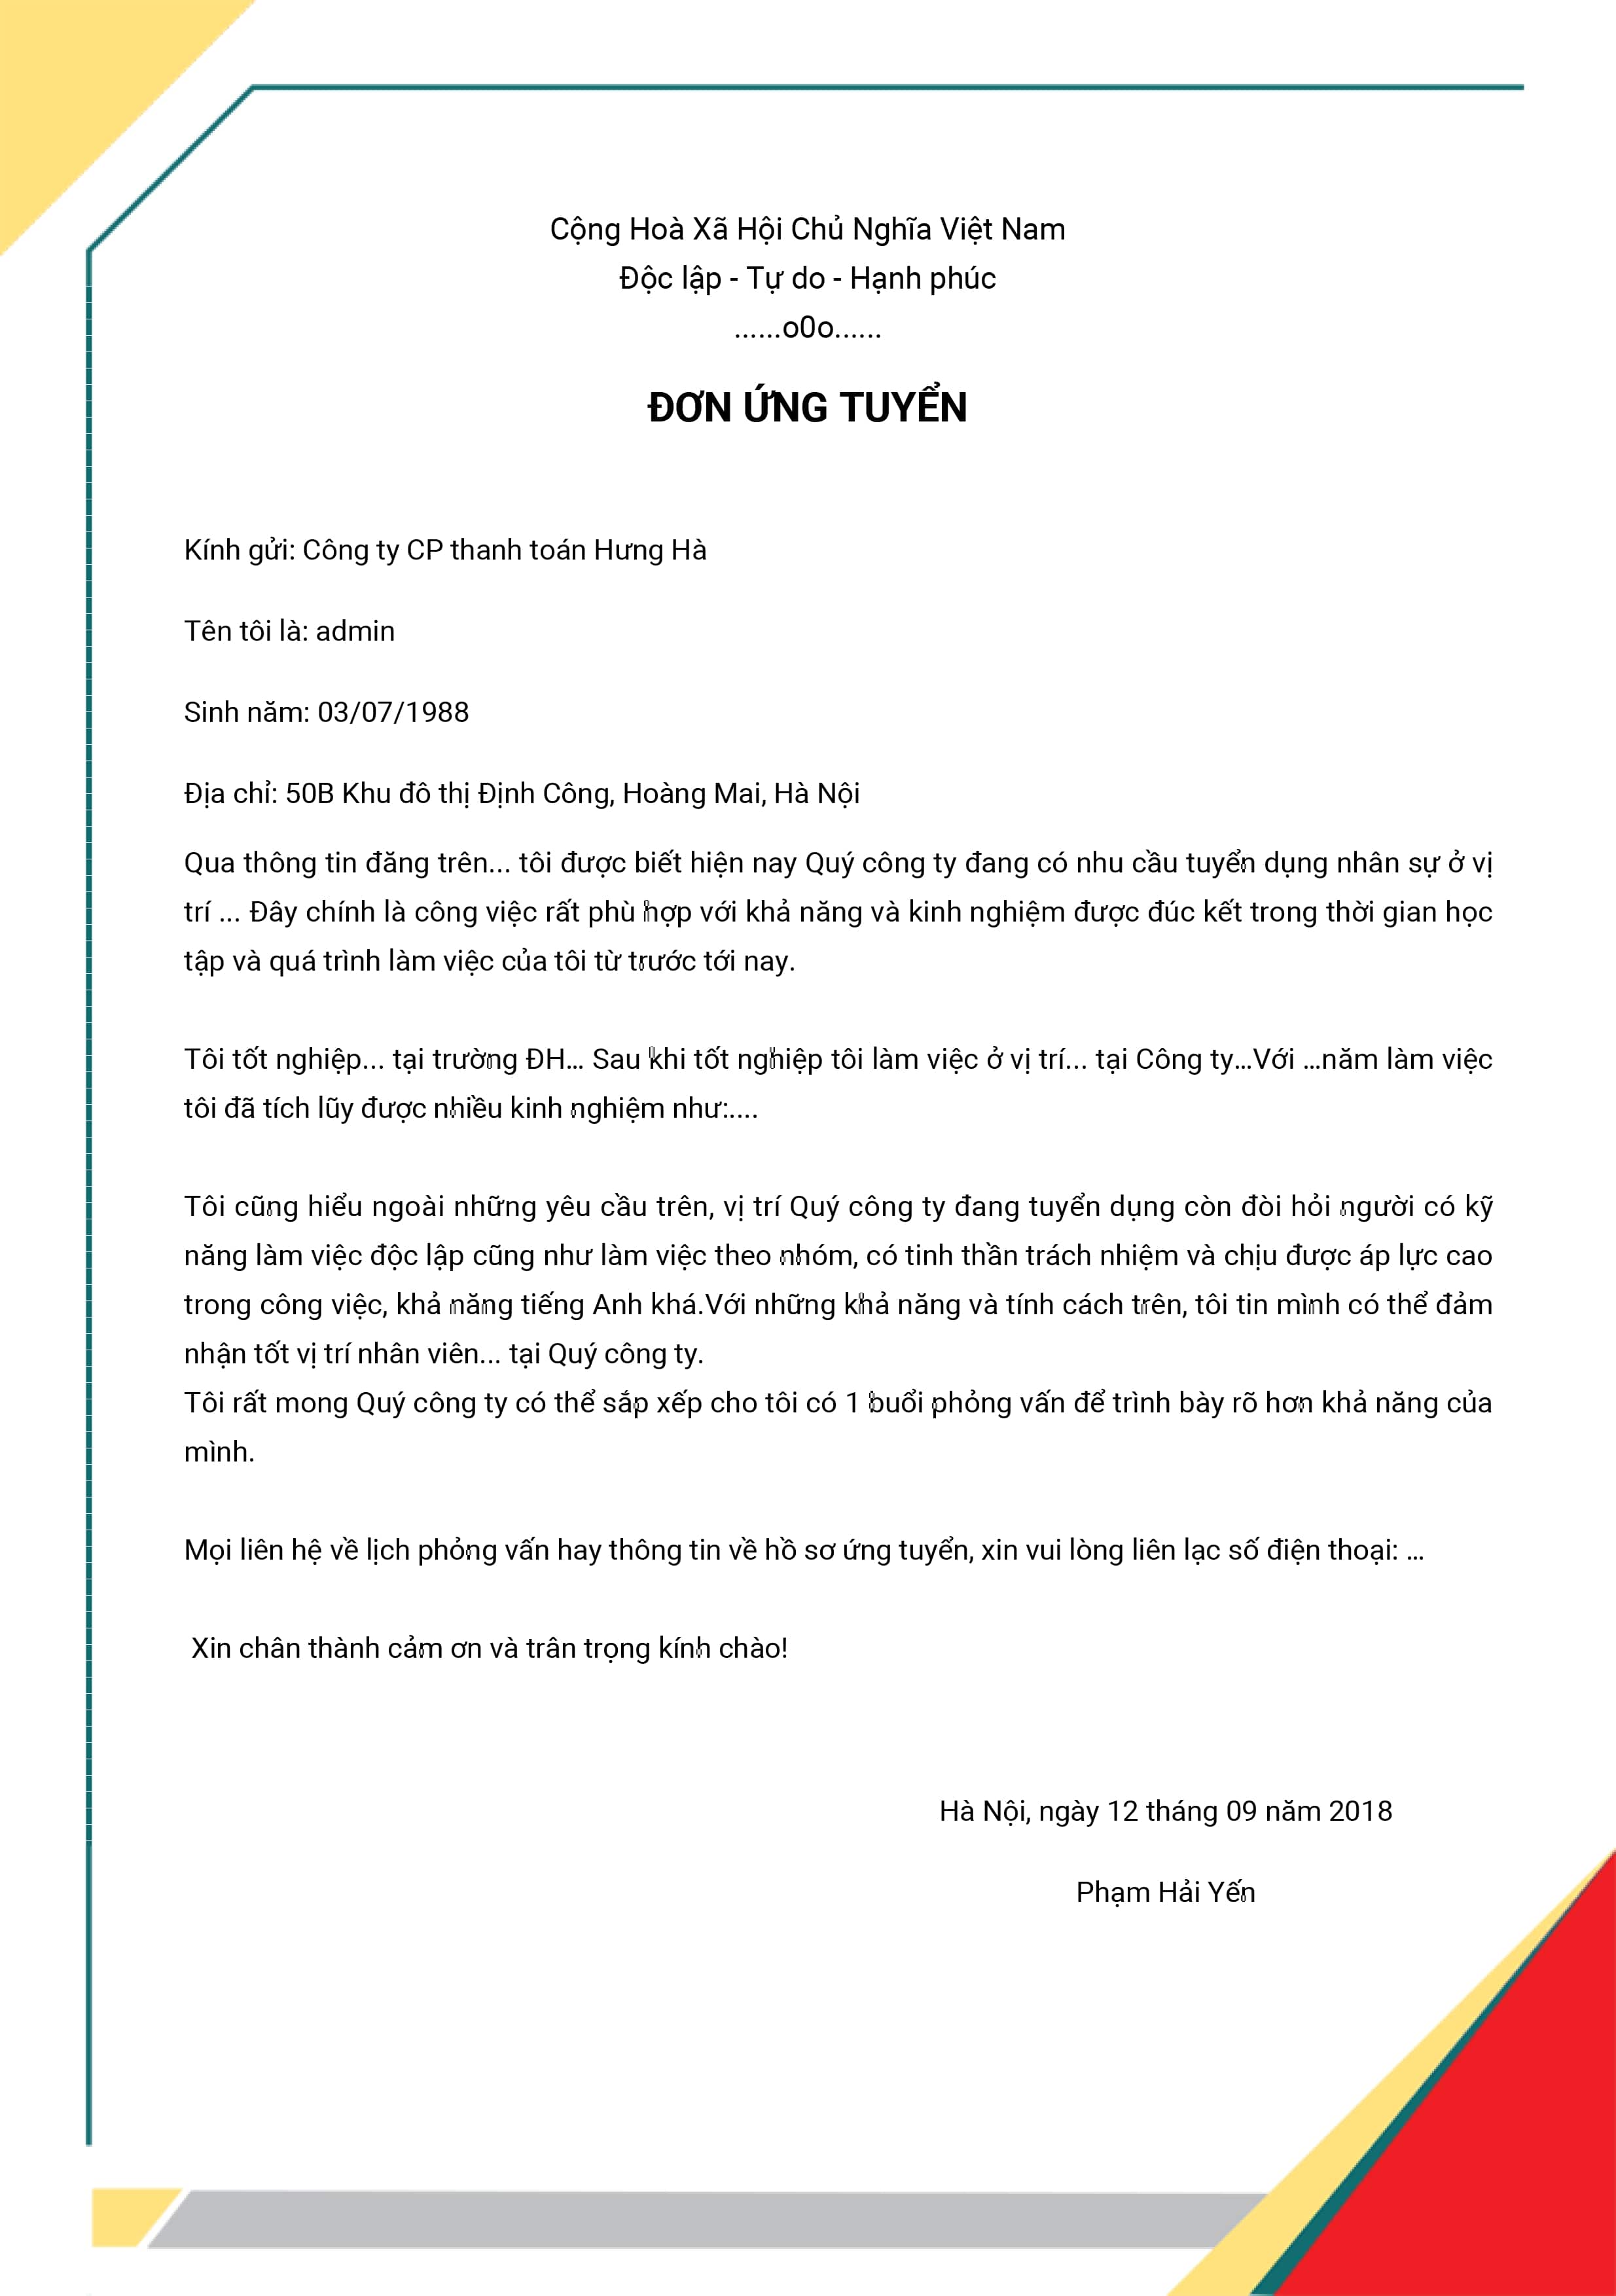 Cộng Hoà Xã Hội Chủ Nghĩa Việt Nam
Độc lập - Tự do - Hạnh phúc
......o0o......
ĐƠN ỨNG TUYỂN
Kính gửi: Công ty CP thanh toán Hưng Hà
Tên tôi là: admin
Sinh năm: 03/07/1988
Địa chỉ: 50B Khu đô thị Định Công, Hoàng Mai, Hà Nội
Qua thông tin đăng trên... tôi được biết hiện nay Quý công ty đang có nhu cầu tuyển dụng nhân sự ở vị
trí ... Đây chính là công việc rất phù hợp với khả năng và kinh nghiệm được đúc kết trong thời gian học
tập và quá trình làm việc của tôi từ trước tới nay.
Tôi tốt nghiệp... tại trường ĐH... Sau khi tốt nghiệp tôi làm việc ở vị trí... tại Công ty...Với ...năm làm việc
tôi đã tích lũy được nhiều kinh nghiệm như:....
Tôi cũng hiểu ngoài những yêu cầu trên, vị trí Quý công ty đang tuyển dụng còn đòi hỏi người có kỹ
năng làm việc độc lập cũng như làm việc theo nhóm, có tinh thần trách nhiệm và chịu được áp lực cao
trong công việc, khả năng tiếng Anh khá.Với những khả năng và tính cách trên, tôi tin mình có thể đảm
nhận tốt vị trí nhân viên... tại Quý công ty.
Tôi rất mong Quý công ty có thể sắp xếp cho tôi có 1 buổi phỏng vấn để trình bày rõ hơn khả năng của
mình.
Mọi liên hệ về lịch phỏng vấn hay thông tin về hồ sơ ứng tuyển, xin vui lòng liên lạc số điện thoại: ...
Xin chân thành cảm ơn và trân trọng kính chào!
Hà Nội, ngày 12 tháng 09 năm 2018
Phạm Hải Yến